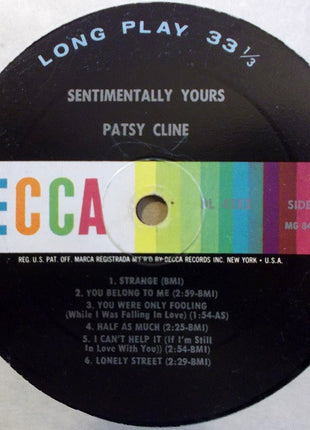 LONG PLAY 33 1/3
SENTIMENTALLY YOURS
PATSY CLINE
ECCA
SIDE
REG. U.S. PAT. OFF. MARCA REGISTRADA MF'R'D BY DECCA RECORDS INC. NEW YORK • U.S.A.
1. STRANGE (BMI)
2. YOU BELONG TO ME (2:59-BMI)
3. YOU WERE ONLY FOOLING
(While I Was Falling In Love) (1:54-AS)
4. HALF AS MUCH (2:25-BMI)
5. I CAN'T HELP IT (If I'm Still
In Love With You)) (2:54-BMI)
6. LONELY STREET (2:29-BMI)